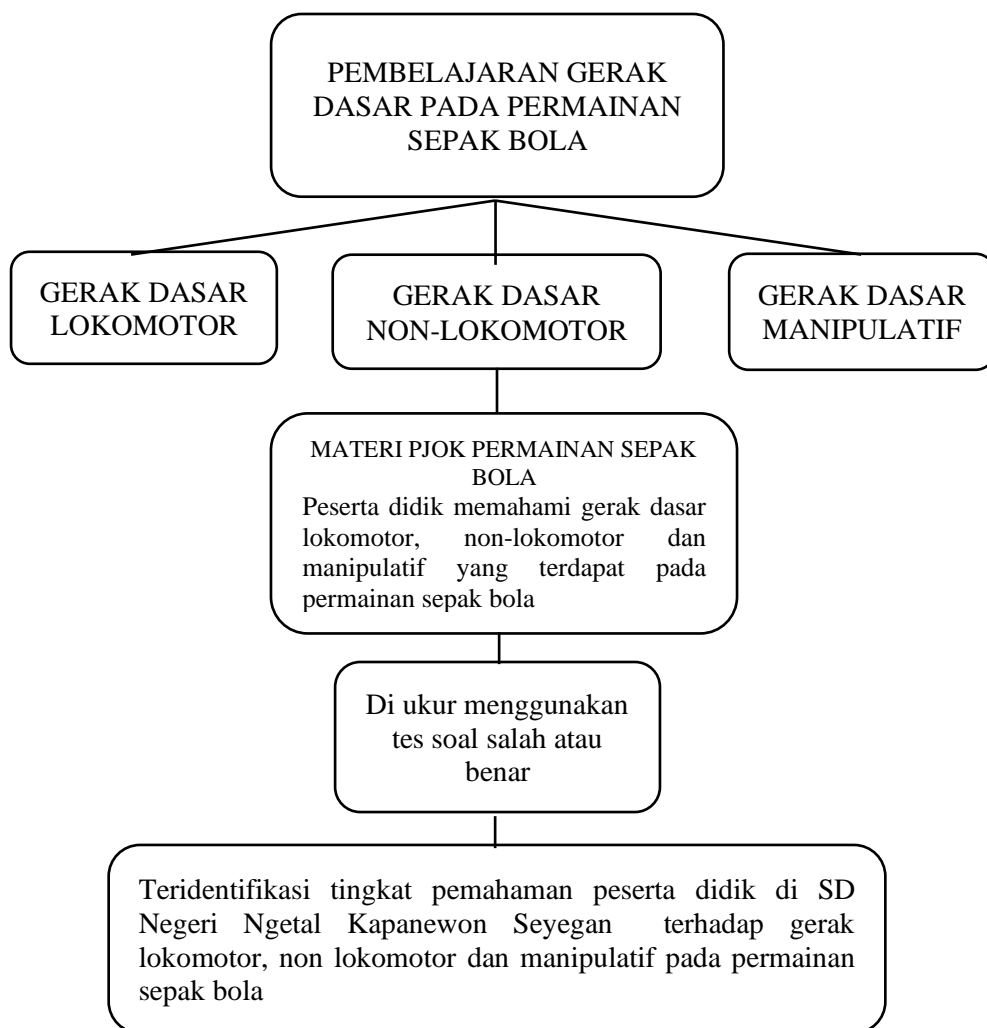 PEMBELAJARAN GERAK
DASAR PADA PERMAINAN
SEPAK BOLA
GERAK DASAR
LOKOMOTOR
GERAK DASAR
NON-LOKOMOTOR
GERAK DASAR
MANIPULATIF
MATERI PJOK PERMAINAN SEPAK
BOLA
Peserta didik memahami gerak dasar
lokomotor, non-lokomotor dan
manipulatif yang terdapat pada
permainan sepak bola
Di ukur menggunakan
tes soal salah atau
benar
Teridentifikasi tingkat pemahaman peserta didik di SD
Negeri Ngetal Kapanewon Seyegan terhadap gerak
lokomotor, non lokomotor dan manipulatif pada permainan
sepak bola